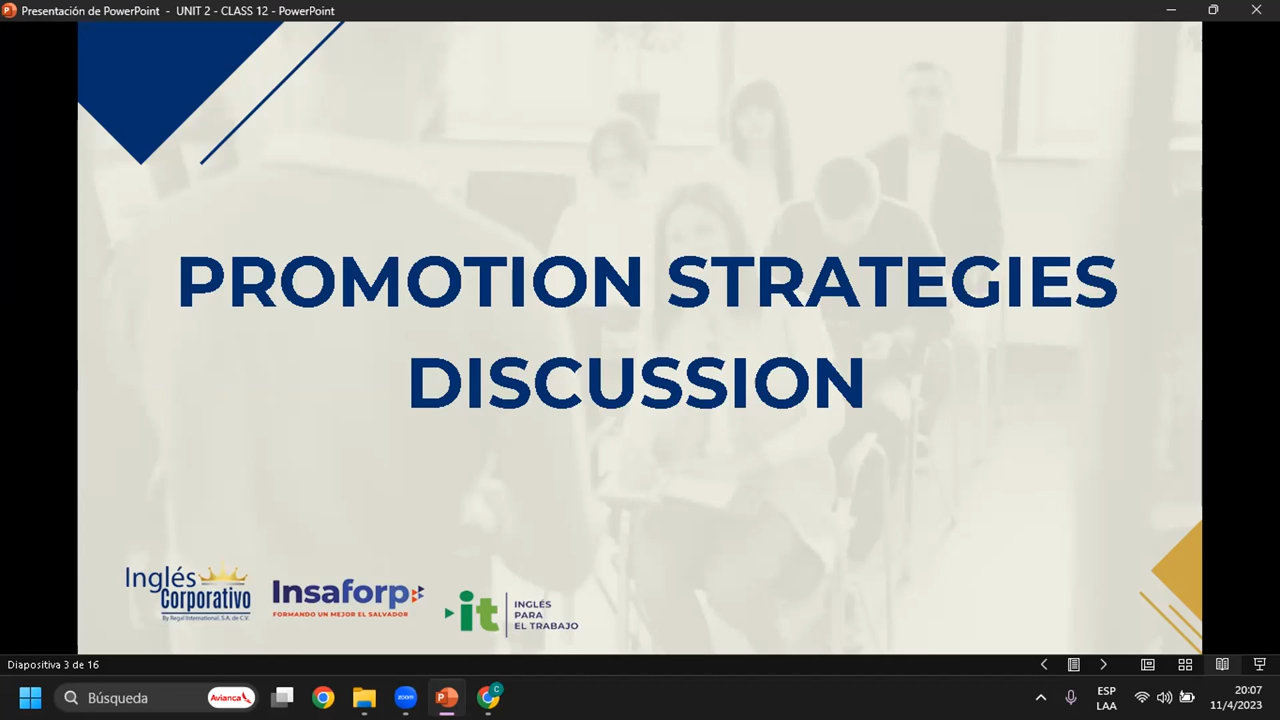 Presentación de PowerPoint - UNIT 2 - CLASS 12 - PowerPoint
PROMOTION STRATEGIES
DISCUSSION
Inglés
Corporativo
By Regal International, S.A. de C.V.
Insaforp
FORMANDO UN MEJOR EL SALVADOR
it
INGLÉS
PARA
EL TRABAJO
Diapositiva 3 de 16
Búsqueda
Avianca
zoom
C
ESP
LAA
20:07
11/4/2023